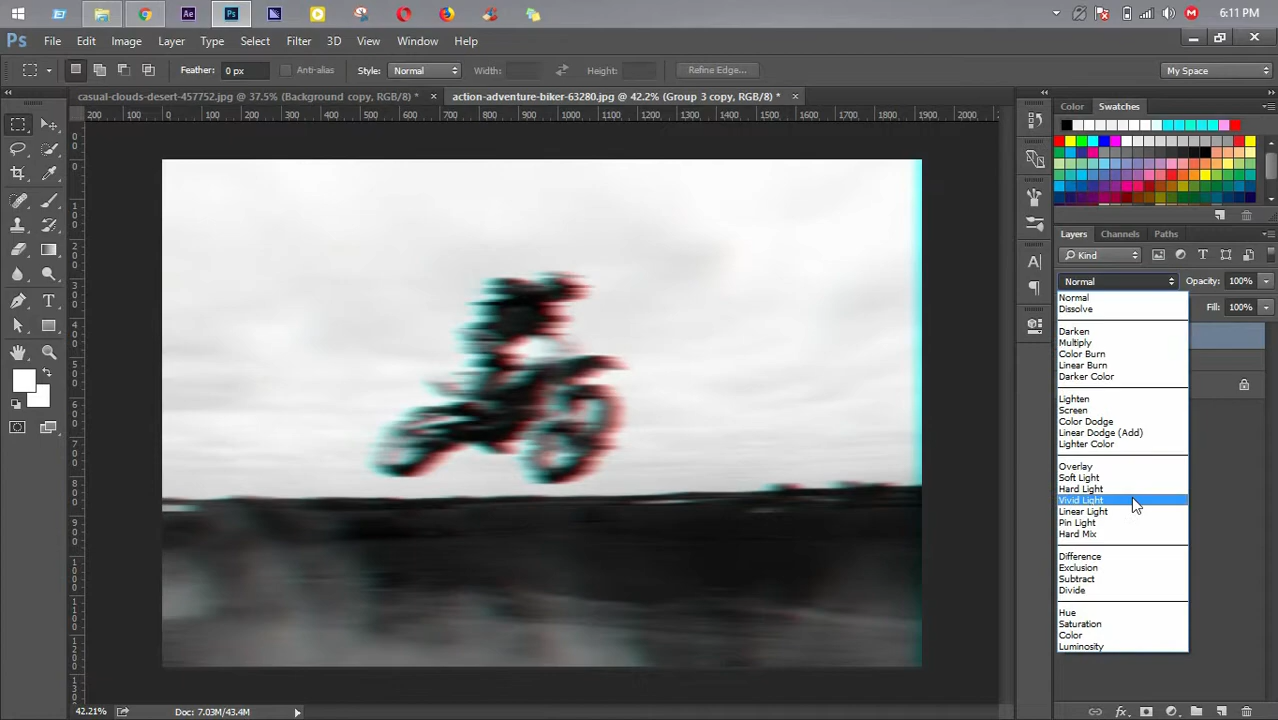 Ae
Ps
M
6:11 PM
Ps File Edit Image Layer Type Select Filter 3D View Window Help
Feather: 0 px Anti-alias Style: Normal Width: Height: Refine Edge... My Space
casual-clouds-desert-457752.jpg @ 37.5% (Background copy, RGB/8) * × action-adventure-biker-63280.jpg @ 42.2% (Group 3 copy, RGB/8) * ×
200 100 0 100 200 300 400 500 600 700 800 900 1000 1100 1200 1300 1400 1500 1600 1700 1800 1900 2000
Color Swatches
Layers Channels Paths
Kind
Normal Opacity: 100%
Fill: 100%
Normal
Dissolve
Darken
Multiply
Color Burn
Linear Burn
Darker Color
Lighten
Screen
Color Dodge
Linear Dodge (Add)
Lighter Color
Overlay
Soft Light
Hard Light
Vivid Light
Linear Light
Pin Light
Hard Mix
Difference
Exclusion
Subtract
Divide
Hue
Saturation
Color
Luminosity
42.21% Doc: 7.03M/43.4M
fx